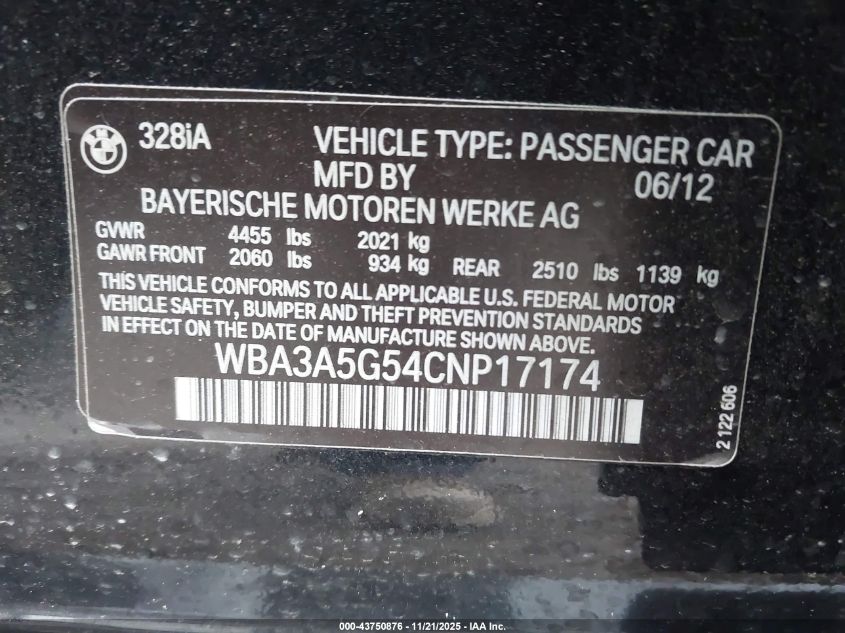 328iA VEHICLE TYPE: PASSENGER CAR
MFD BY 06/12
BAYERISCHE MOTOREN WERKE AG
GVWR 4455 lbs 2021 kg
GAWR FRONT 2060 lbs 934 kg REAR 2510 lbs 1139 kg
THIS VEHICLE CONFORMS TO ALL APPLICABLE U.S. FEDERAL MOTOR
VEHICLE SAFETY, BUMPER AND THEFT PREVENTION STANDARDS
IN EFFECT ON THE DATE OF MANUFACTURE SHOWN ABOVE.
WBA3A5G54CNP17174
2 122 606
WBA - 43750876 - 11/21/2025 - IAA Inc.